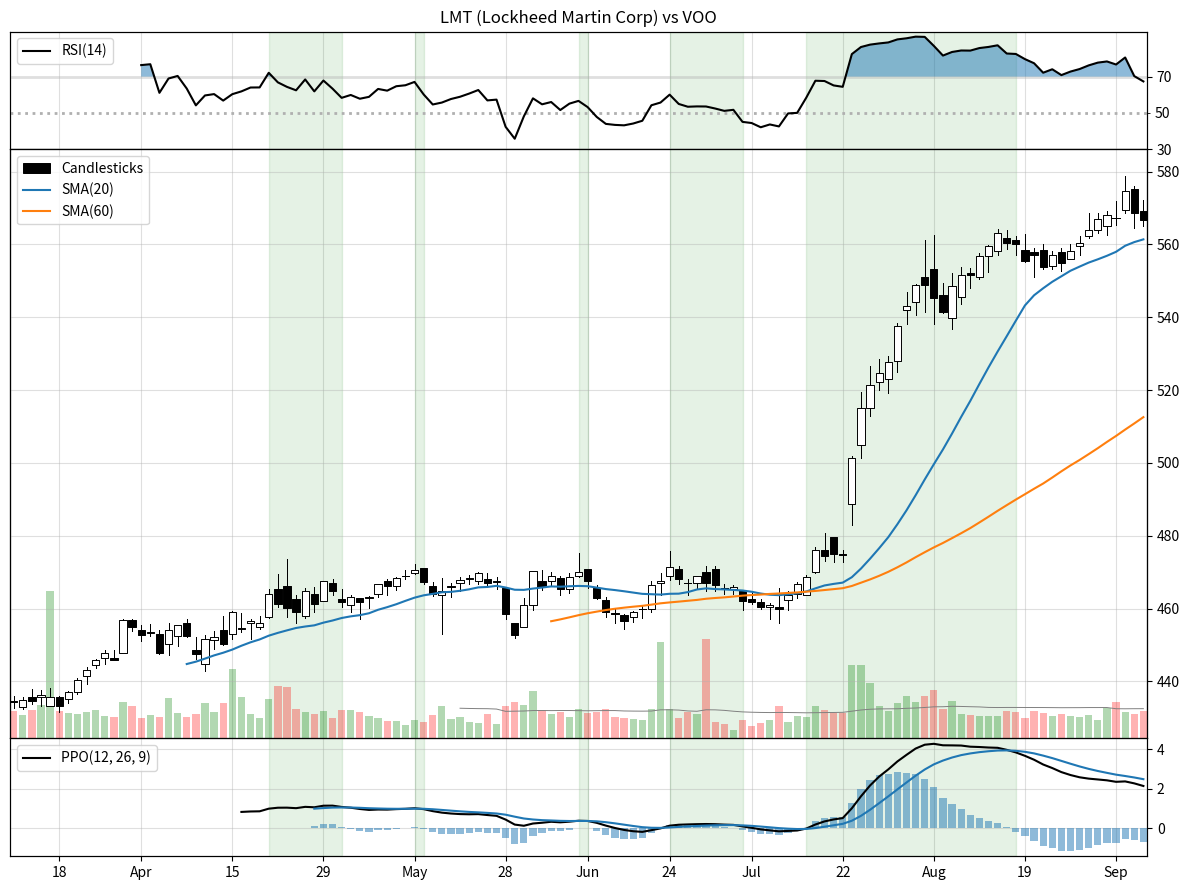 LMT (Lockheed Martin Corp) vs VOO
RSI(14)
70
50
30
Candlesticks
SMA(20)
SMA(60)
580
560
540
520
500
480
460
440
PPO(12, 26, 9)
4
2
0
18 Apr 15 29 May 28 Jun 24 Jul 22 Aug 19 Sep